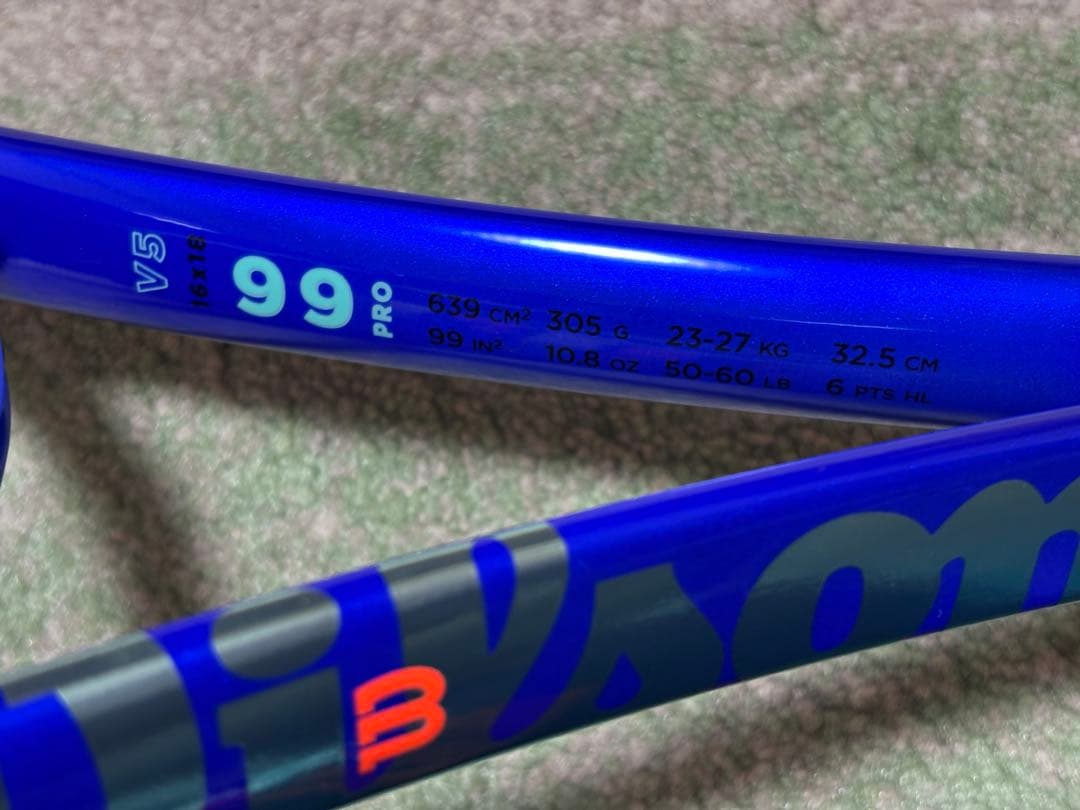 V5
16x18
99
PRO
639 CM² 305 G 23-27 KG 32.5 CM
99 IN² 10.8 OZ 50-60 LB 6 PTS HL
Wilson